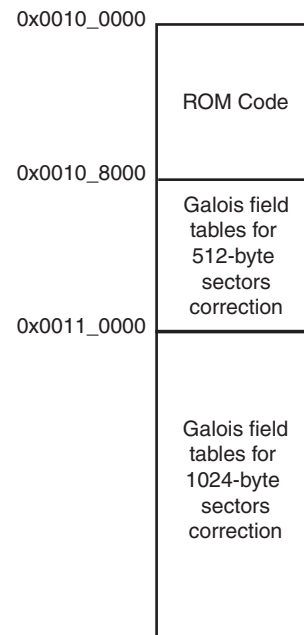 0x0010_0000
ROM Code
0x0010_8000
Galois field
tables for
512-byte
sectors
correction
0x0011_0000
Galois field
tables for
1024-byte
sectors
correction